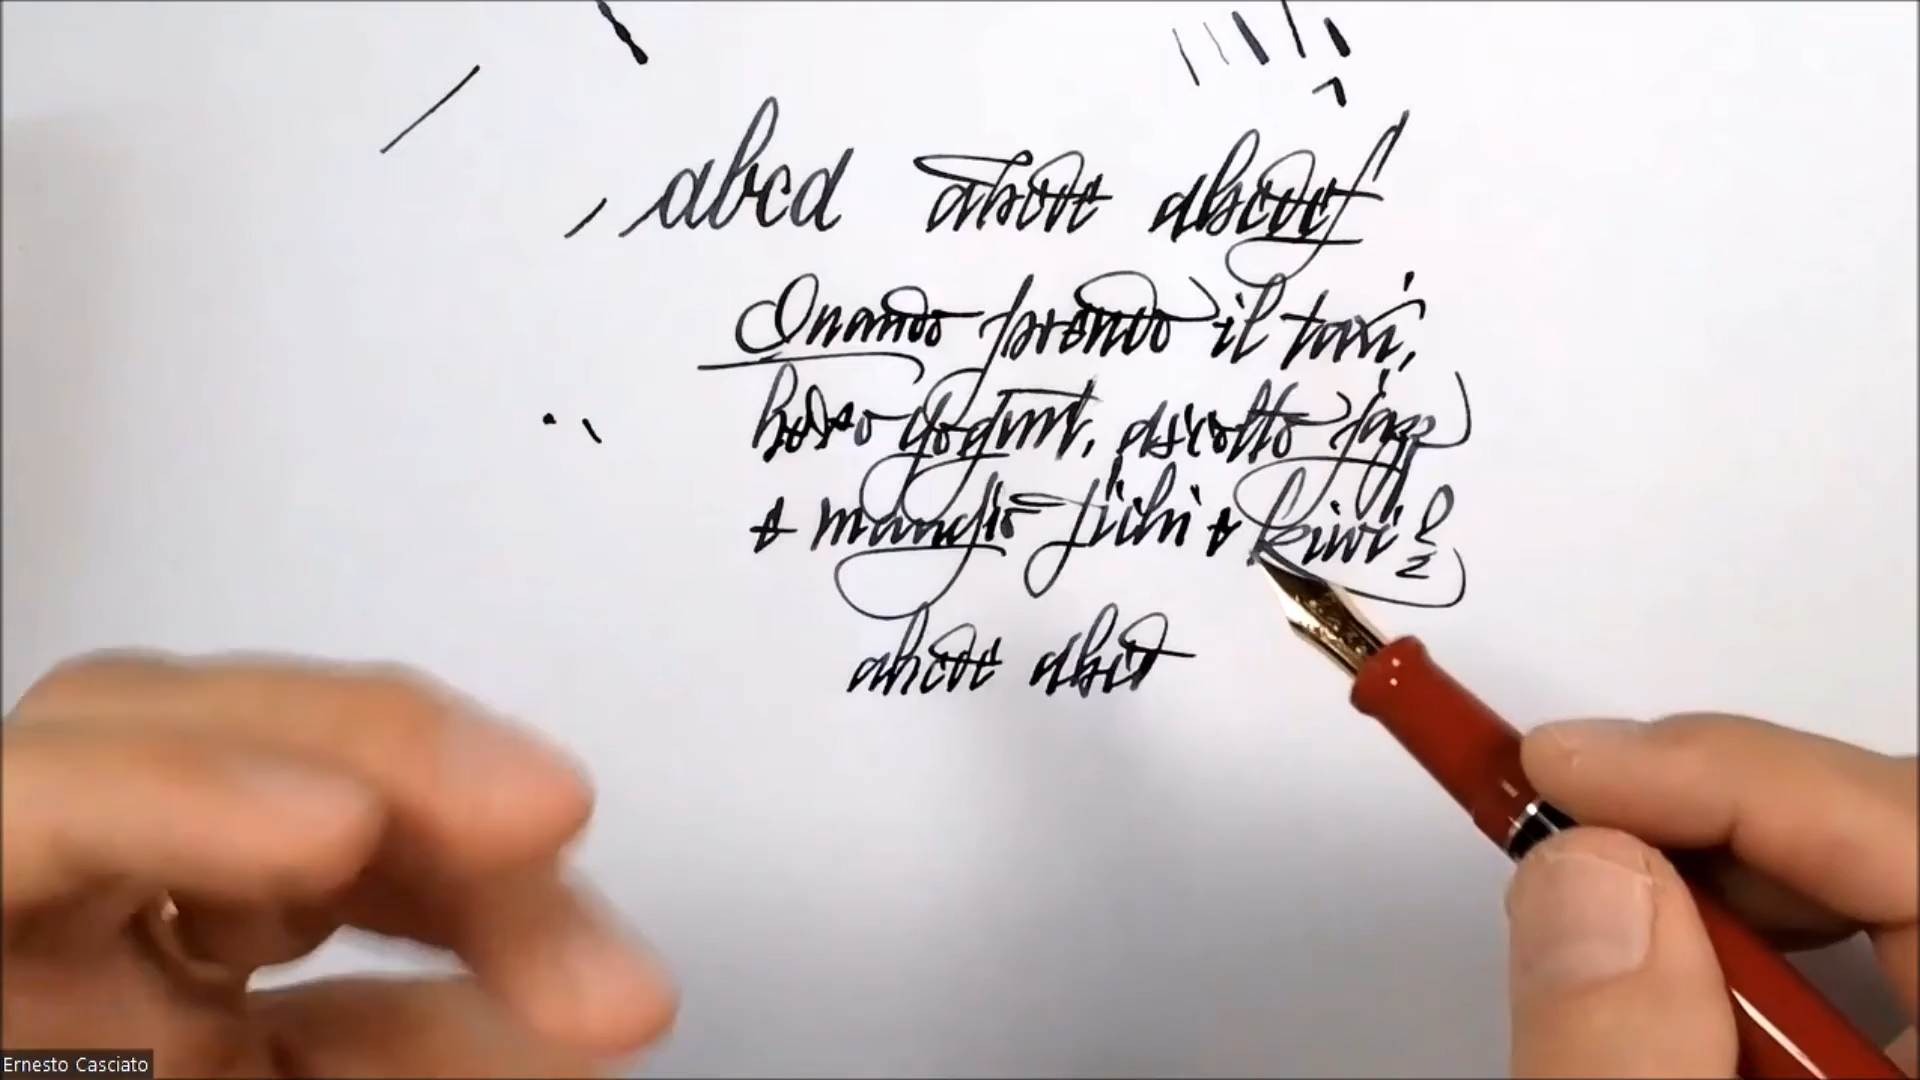 abcd abcde abcdef
Quando prendo il taxi,
bevo yogurt, ascolto jazz
e mangio fichi e kiwi?
abcde abcd
Ernesto Casciato